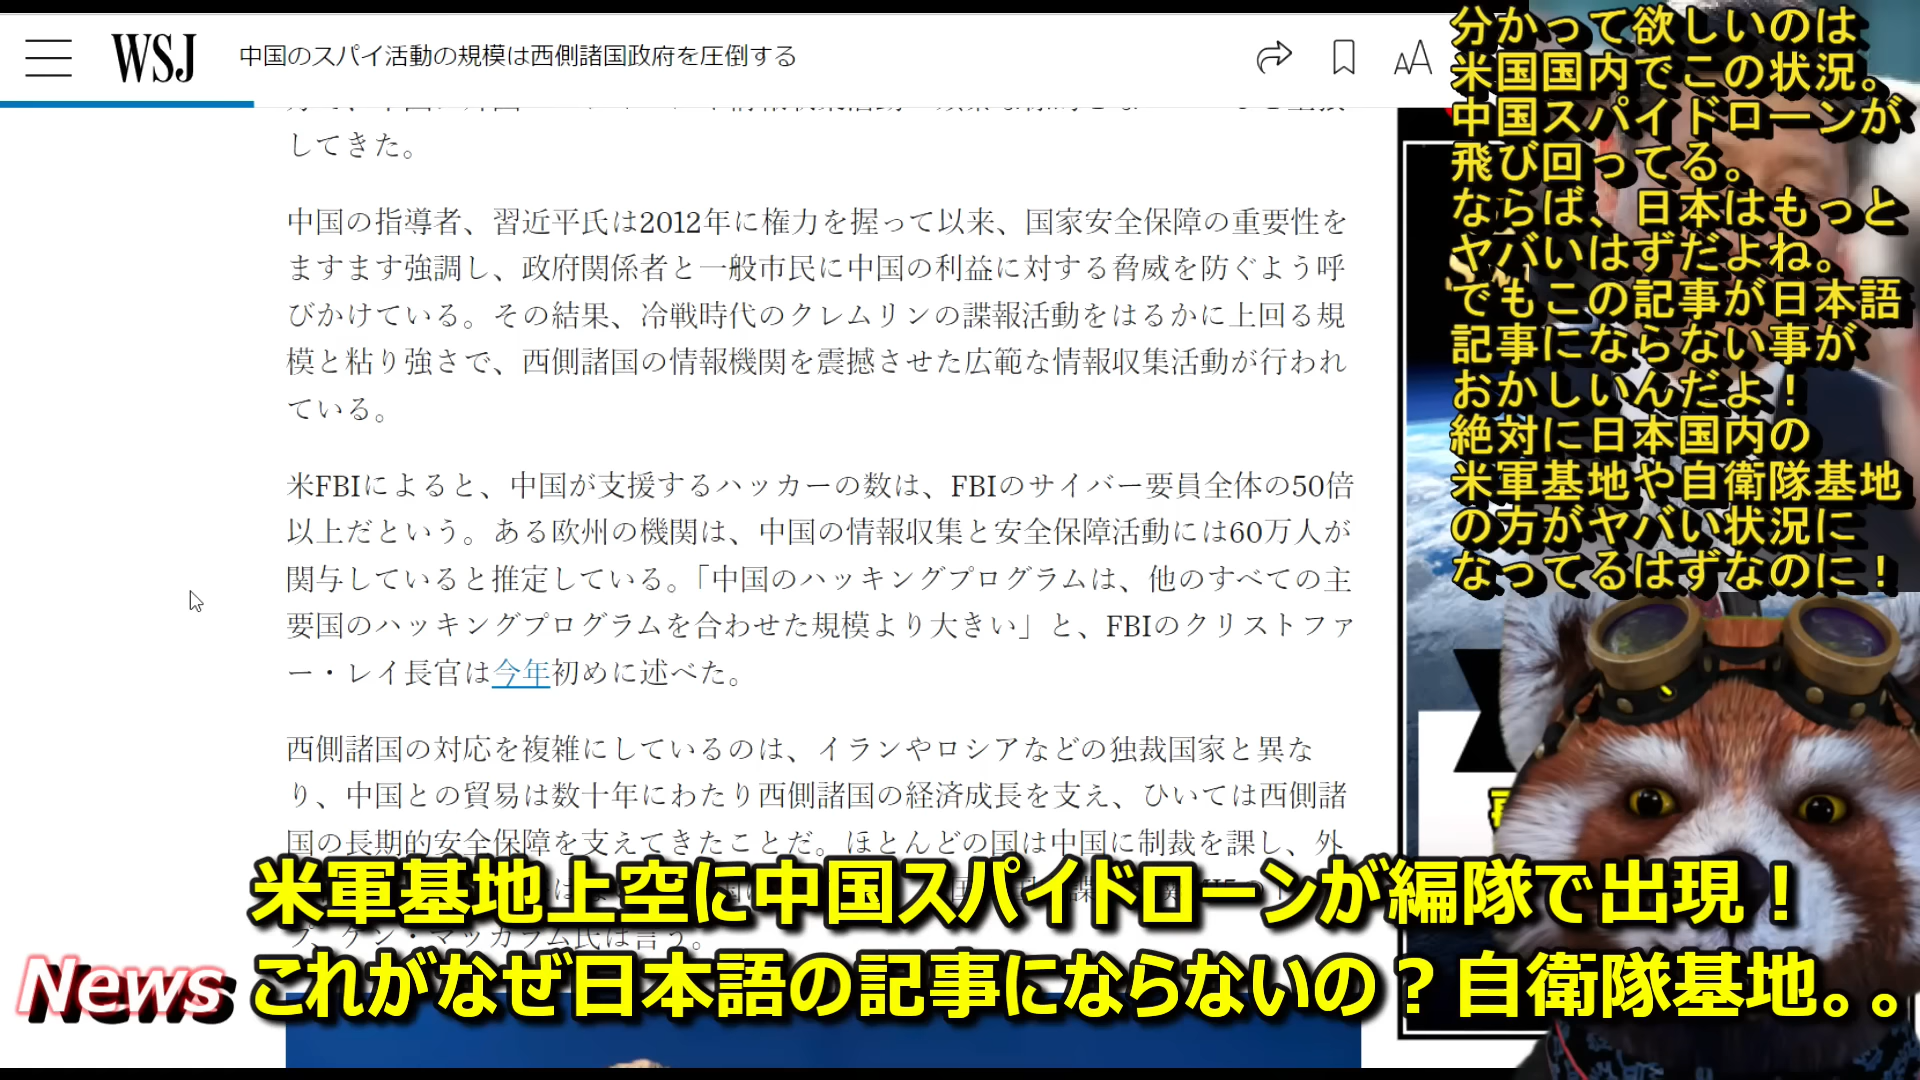 WSJ
中国のスパイ活動の規模は西側諸国政府を圧倒する
してきた。
中国の指導者、習近平氏は2012年に権力を握って以来、国家安全保障の重要性を
ますます強調し、政府関係者と一般市民に中国の利益に対する脅威を防ぐよう呼
びかけている。その結果、冷戦時代のクレムリンの諜報活動をはるかに上回る規
模と粘り強さで、西側諸国の情報機関を震撼させた広範な情報収集活動が行われ
ている。
米FBIによると、中国が支援するハッカーの数は、FBIのサイバー要員全体の50倍
以上だという。ある欧州の機関は、中国の情報収集と安全保障活動には60万人が
関与していると推定している。「中国のハッキングプログラムは、他のすべての主
要国のハッキングプログラムを合わせた規模より大きい」と、FBIのクリストファ
ー・レイ長官は今年初めに述べた。
西側諸国の対応を複雑にしているのは、イランやロシアなどの独裁国家と異な
り、中国との貿易は数十年にわたり西側諸国の経済成長を支え、ひいては西側諸
国の長期的安全保障を支えてきたことだ。ほとんどの国は中国に制裁を課し、外
プ、ケン・マッカラム氏は言う。
分かって欲しいのは
米国国内でこの状況。
中国スパイドローンが
飛び回ってる。
ならば、日本はもっと
ヤバいはずだよね。
でもこの記事が日本語
記事にならない事が
おかしいんだよ！
絶対に日本国内の
米軍基地や自衛隊基地
の方がヤバい状況に
なってるはずなのに！
米軍基地上空に中国スパイドローンが編隊で出現！
News
これがなぜ日本語の記事にならないの？自衛隊基地。。